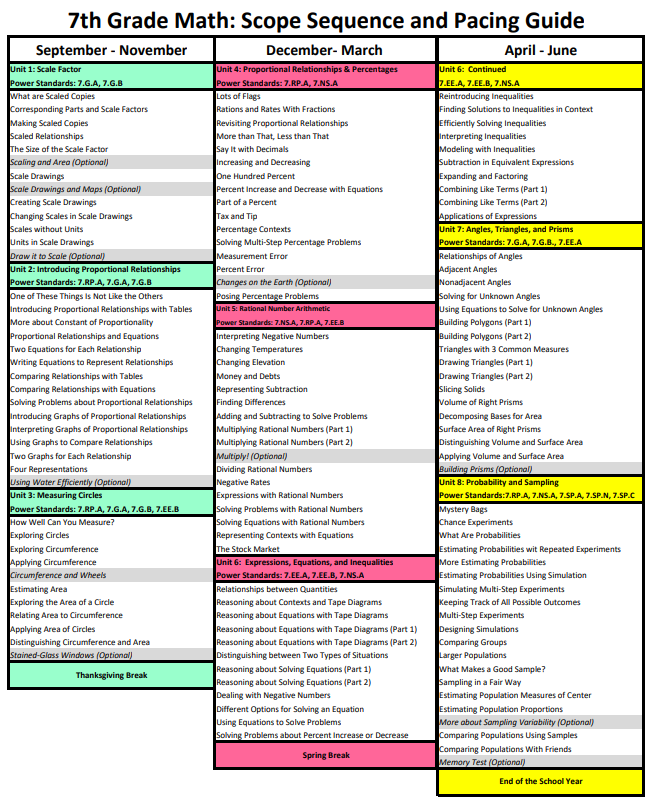 7th Grade Math: Scope Sequence and Pacing Guide
September - November
Unit 1: Scale Factor
Power Standards: 7.G.A, 7.G.B
What are Scaled Copies
Corresponding Parts and Scale Factors
Making Scaled Copies
Scaled Relationships
The Size of the Scale Factor
Scaling and Area (Optional)
Scale Drawings
Scale Drawings and Maps (Optional)
Creating Scale Drawings
Changing Scales in Scale Drawings
Scales without Units
Units in Scale Drawings
Draw it to Scale (Optional)
Unit 2: Introducing Proportional Relationships
Power Standards: 7.RP.A, 7.G.A, 7.G.B
One of These Things Is Not Like the Others
Introducing Proportional Relationships with Tables
More about Constant of Proportionality
Proportional Relationships and Equations
Two Equations for Each Relationship
Writing Equations to Represent Relationships
Comparing Relationships with Tables
Comparing Relationships with Equations
Solving Problems about Proportional Relationships
Introducing Graphs of Proportional Relationships
Interpreting Graphs of Proportional Relationships
Using Graphs to Compare Relationships
Two Graphs for Each Relationship
Four Representations
Using Water Efficiently (Optional)
Unit 3: Measuring Circles
Power Standards: 7.RP.A, 7.G.A, 7.G.B, 7.EE.B
How Well Can You Measure?
Exploring Circles
Exploring Circumference
Applying Circumference
Circumference and Wheels
Estimating Area
Exploring the Area of a Circle
Relating Area to Circumference
Applying Area of Circles
Distinguishing Circumference and Area
Stained-Glass Windows (Optional)
Thanksgiving Break
December- March
Unit 4: Proportional Relationships & Percentages
Power Standards: 7.RP.A, 7.NS.A
Lots of Flags
Rations and Rates With Fractions
Revisiting Proportional Relationships
More than That, Less than That
Say It with Decimals
Increasing and Decreasing
One Hundred Percent
Percent Increase and Decrease with Equations
Part of a Percent
Tax and Tip
Percentage Contexts
Solving Multi-Step Percentage Problems
Measurement Error
Percent Error
Changes on the Earth (Optional)
Posing Percentage Problems
Unit 5: Rational Number Arithmetic
Power Standards: 7.NS.A, 7.RP.A, 7.EE.B
Interpreting Negative Numbers
Changing Temperatures
Changing Elevation
Money and Debts
Representing Subtraction
Finding Differences
Adding and Subtracting to Solve Problems
Multiplying Rational Numbers (Part 1)
Multiplying Rational Numbers (Part 2)
Multiply! (Optional)
Dividing Rational Numbers
Negative Rates
Expressions with Rational Numbers
Solving Problems with Rational Numbers
Solving Equations with Rational Numbers
Representing Contexts with Equations
The Stock Market
Unit 6: Expressions, Equations, and Inequalities
Power Standards: 7.EE.A, 7.EE.B, 7.NS.A
Relationships between Quantities
Reasoning about Contexts and Tape Diagrams
Reasoning about Equations with Tape Diagrams
Reasoning about Equations with Tape Diagrams (Part 1)
Reasoning about Equations with Tape Diagrams (Part 2)
Distinguishing between Two Types of Situations
Reasoning about Solving Equations (Part 1)
Reasoning about Solving Equations (Part 2)
Dealing with Negative Numbers
Different Options for Solving an Equation
Using Equations to Solve Problems
Solving Problems about Percent Increase or Decrease
Spring Break
April - June
Unit 6: Continued
7.EE.A, 7.EE.B, 7.NS.A
Reintroducing Inequalities
Finding Solutions to Inequalities in Context
Efficiently Solving Inequalities
Interpreting Inequalities
Modeling with Inequalities
Subtraction in Equivalent Expressions
Expanding and Factoring
Combining Like Terms (Part 1)
Combining Like Terms (Part 2)
Applications of Expressions
Unit 7: Angles, Triangles, and Prisms
Power Standards: 7.G.A, 7.G.B., 7.EE.A
Relationships of Angles
Adjacent Angles
Nonadjacent Angles
Solving for Unknown Angles
Using Equations to Solve for Unknown Angles
Building Polygons (Part 1)
Building Polygons (Part 2)
Triangles with 3 Common Measures
Drawing Triangles (Part 1)
Drawing Triangles (Part 2)
Slicing Solids
Volume of Right Prisms
Decomposing Bases for Area
Surface Area of Right Prisms
Distinguishing Volume and Surface Area
Applying Volume and Surface Area
Building Prisms (Optional)
Unit 8: Probability and Sampling
Power Standards:7.RP.A, 7.NS.A, 7.SP.A, 7.SP.N, 7.SP.C
Mystery Bags
Chance Experiments
What Are Probabilities
Estimating Probabilities wit Repeated Experiments
More Estimating Probabilities
Estimating Probabilities Using Simulation
Simulating Multi-Step Experiments
Keeping Track of All Possible Outcomes
Multi-Step Experiments
Designing Simulations
Comparing Groups
Larger Populations
What Makes a Good Sample?
Sampling in a Fair Way
Estimating Population Measures of Center
Estimating Population Proportions
More about Sampling Variability (Optional)
Comparing Populations Using Samples
Comparing Populations With Friends
Memory Test (Optional)
End of the School Year